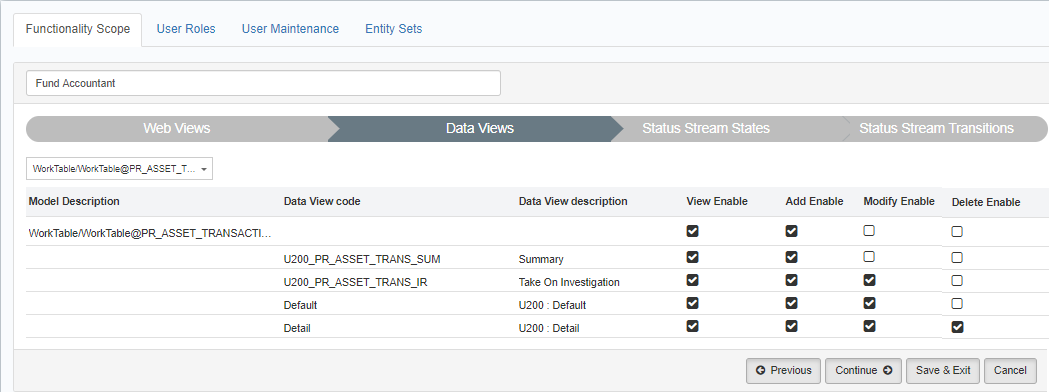 Functionality Scope User Roles User Maintenance Entity Sets
Fund Accountant
Web Views Data Views Status Stream States Status Stream Transitions
WorkTable/WorkTable@PR_ASSET_T...
Model Description Data View code Data View description View Enable Add Enable Modify Enable Delete Enable
WorkTable/WorkTable@PR_ASSET_TRANSACTI...
U200_PR_ASSET_TRANS_SUM Summary
U200_PR_ASSET_TRANS_IR Take On Investigation
Default U200 : Default
Detail U200 : Detail
Previous Continue Save & Exit Cancel